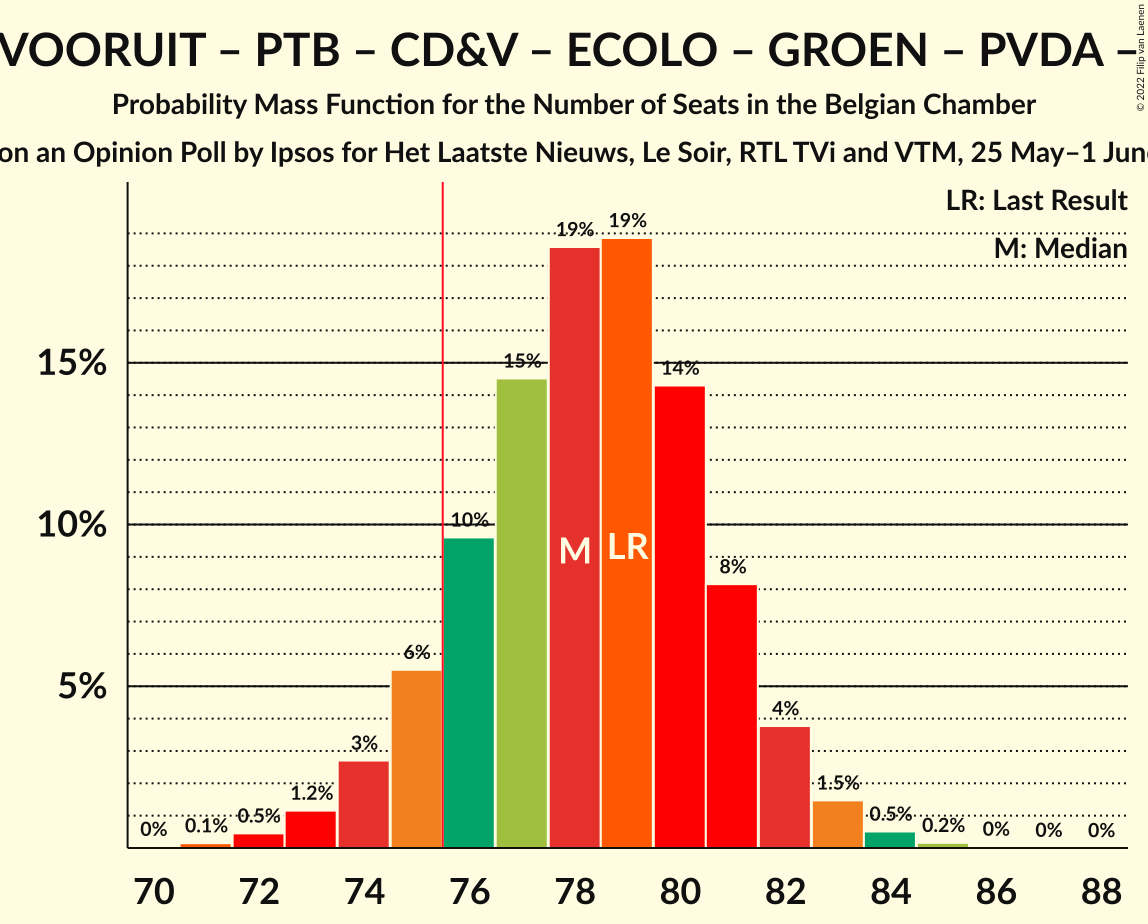 VOORUIT – PTB – CD&V – ECOLO – GROEN – PVDA –
© 2022 Filip van Laenen
Probability Mass Function for the Number of Seats in the Belgian Chamber
on an Opinion Poll by Ipsos for Het Laatste Nieuws, Le Soir, RTL TVi and VTM, 25 May–1 June
LR: Last Result
M: Median
15%
10%
5%
0%
0.1%
0.5%
1.2%
3%
6%
10%
15%
19%
19%
14%
8%
4%
1.5%
0.5%
0.2%
0%
0%
0%
M
LR
70 72 74 76 78 80 82 84 86 88